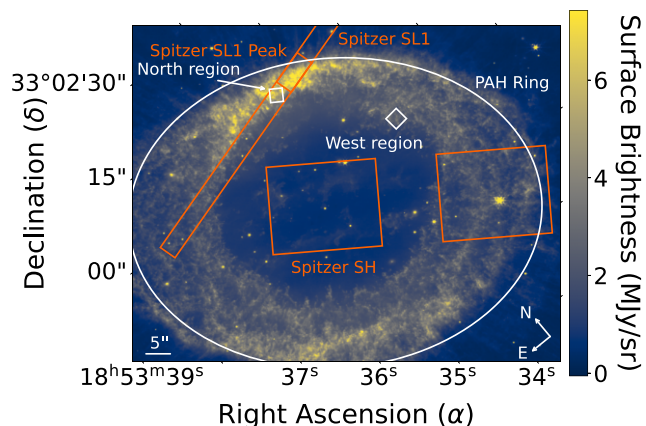 Spitzer SL1 Peak
Spitzer SL1
North region
PAH Ring
West region
Spitzer SH
N
E
5"
33°02'30"
15"
00"
18ʰ53ᵐ39ˢ
37ˢ
36ˢ
35ˢ
34ˢ
Right Ascension (α)
Declination (δ)
6
4
2
0
Surface Brightness (MJy/sr)